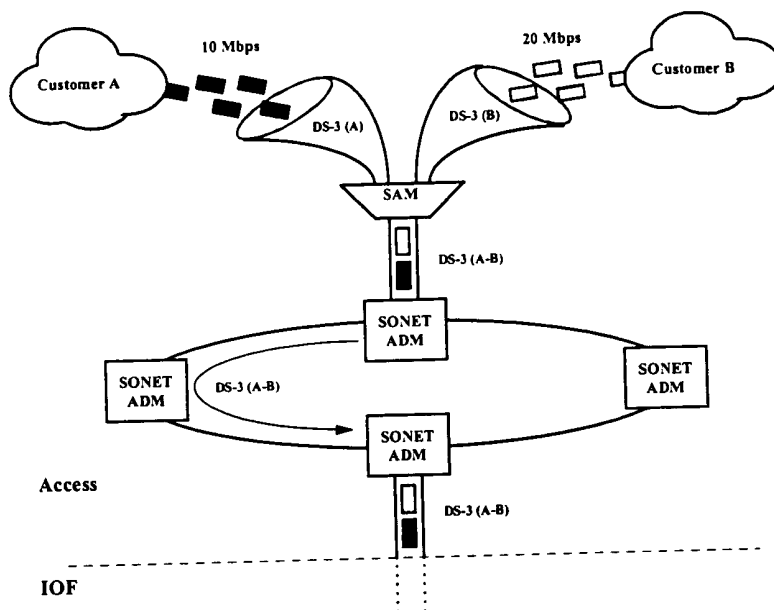 10 Mbps
20 Mbps
Customer A
Customer B
DS-3 (A)
DS-3 (B)
SAM
DS-3 (A-B)
SONET
ADM
SONET
ADM
DS-3 (A-B)
SONET
ADM
SONET
ADM
Access
DS-3 (A-B)
IOF